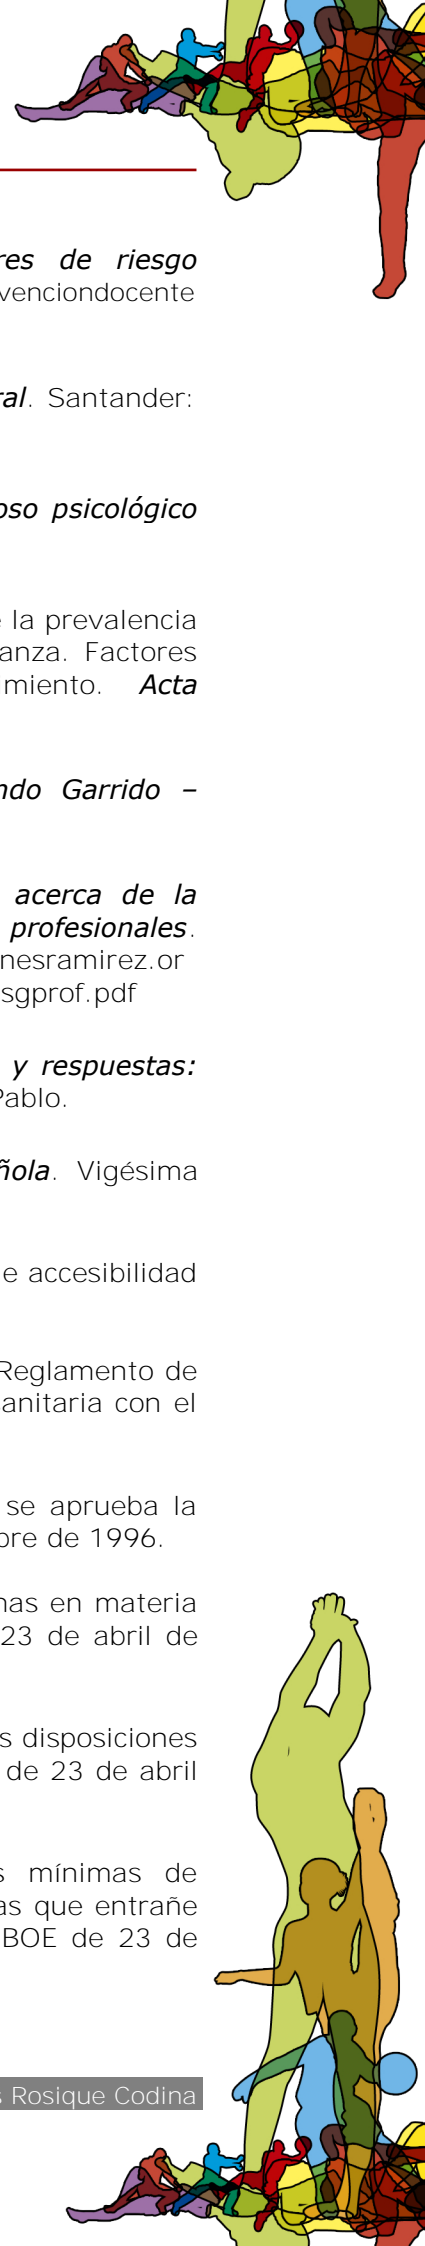 res de riesgo
venciondocente
ral. Santander:
oso psicológico
e la prevalencia
anza. Factores
imiento. Acta
ndo Garrido –
acerca de la
profesionales.
nesramirez.or
sgprof.pdf
y respuestas:
Pablo.
ñola. Vigésima
e accesibilidad
Reglamento de
anitaria con el
se aprueba la
bre de 1996.
nas en materia
23 de abril de
s disposiciones
de 23 de abril
s mínimas de
as que entrañe
BOE de 23 de
s Rosique Codina